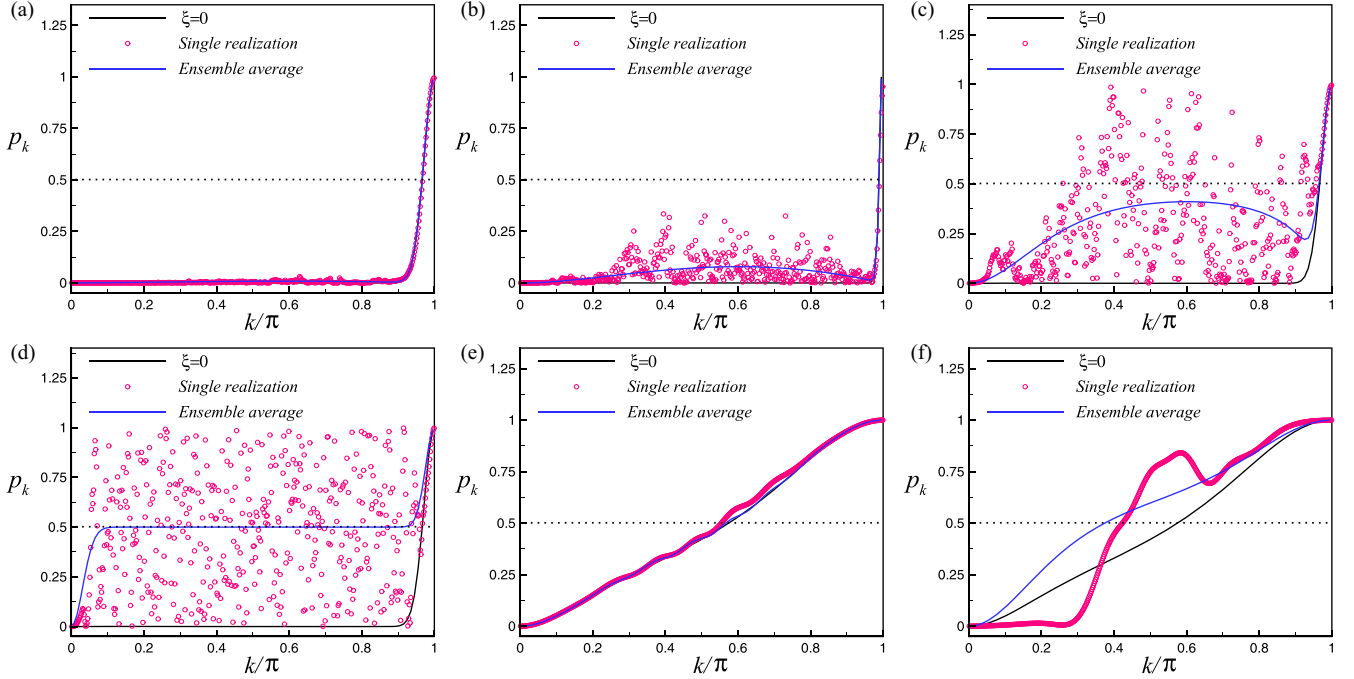 (a)
1.25
1
0.75
0.5
0.25
0
p_k
ξ=0
Single realization
Ensemble average
0 0.2 0.4 0.6 0.8 1
k/π
(b)
1.25
1
0.75
0.5
0.25
0
p_k
ξ=0
Single realization
Ensemble average
0 0.2 0.4 0.6 0.8 1
k/π
(c)
1.25
1
0.75
0.5
0.25
0
p_k
ξ=0
Single realization
Ensemble average
0 0.2 0.4 0.6 0.8 1
k/π
(d)
1.25
1
0.75
0.5
0.25
0
p_k
ξ=0
Single realization
Ensemble average
0 0.2 0.4 0.6 0.8 1
k/π
(e)
1.25
1
0.75
0.5
0.25
0
p_k
ξ=0
Single realization
Ensemble average
0 0.2 0.4 0.6 0.8 1
k/π
(f)
1.25
1
0.75
0.5
0.25
0
p_k
ξ=0
Single realization
Ensemble average
0 0.2 0.4 0.6 0.8 1
k/π